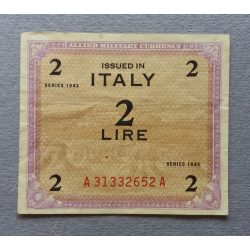 ALLIED MILITARY CURRENCY
2 ISSUED IN 2
ITALY
SERIES 1943
2
LIRE
SERIES 1943
2 A 31332652 A 2